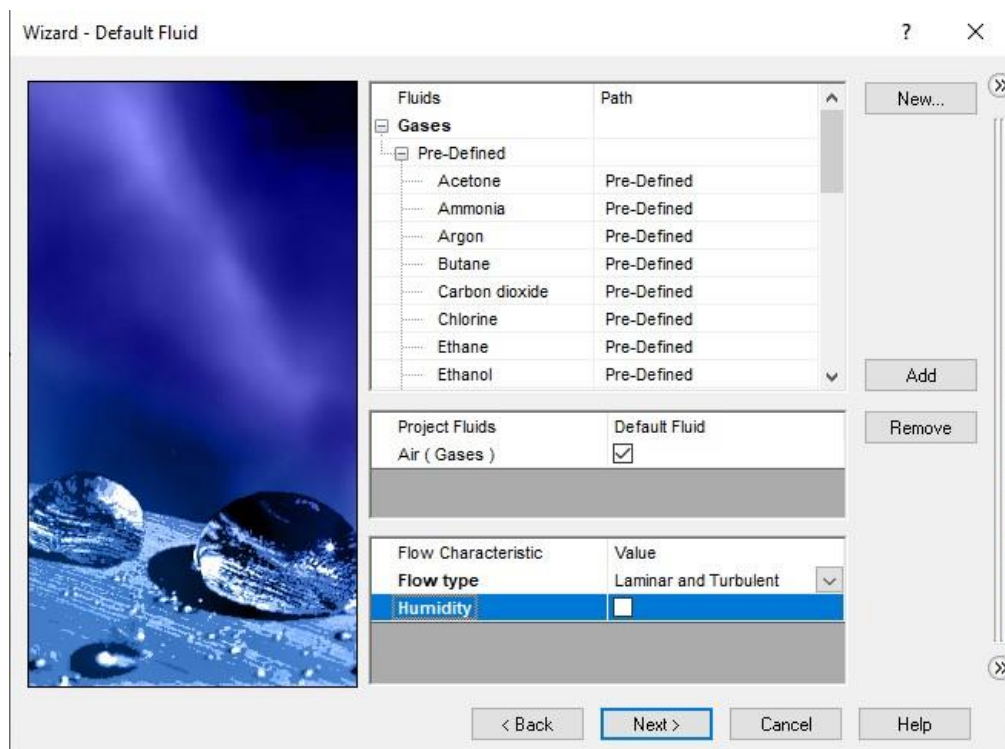 Wizard - Default Fluid
?
Fluids Path
Gases
Pre-Defined
Acetone Pre-Defined
Ammonia Pre-Defined
Argon Pre-Defined
Butane Pre-Defined
Carbon dioxide Pre-Defined
Chlorine Pre-Defined
Ethane Pre-Defined
Ethanol Pre-Defined
New...
Add
Project Fluids Default Fluid
Air ( Gases )
Remove
Flow Characteristic Value
Flow type Laminar and Turbulent
Humidity
< Back Next > Cancel Help